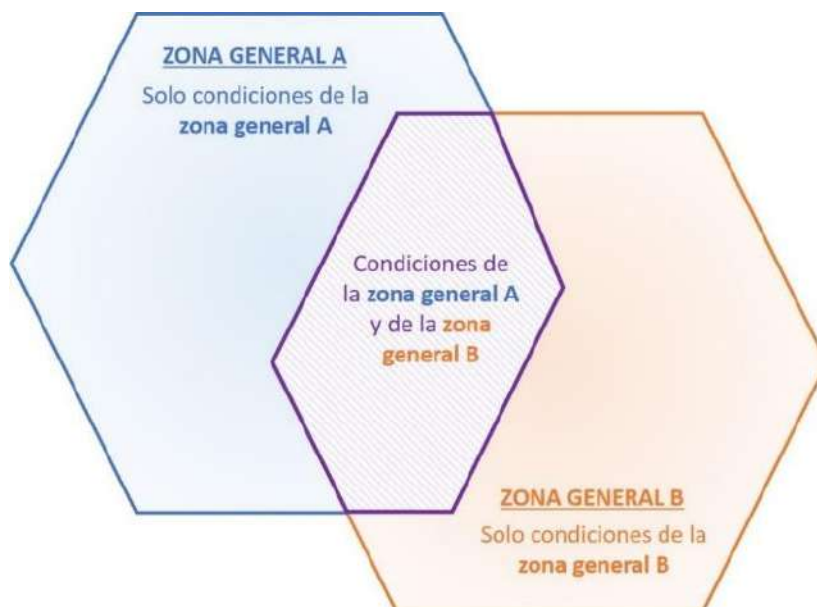 ZONA GENERAL A
Solo condiciones de la
zona general A
Condiciones de
la zona general A
y de la zona
general B
ZONA GENERAL B
Solo condiciones de la
zona general B